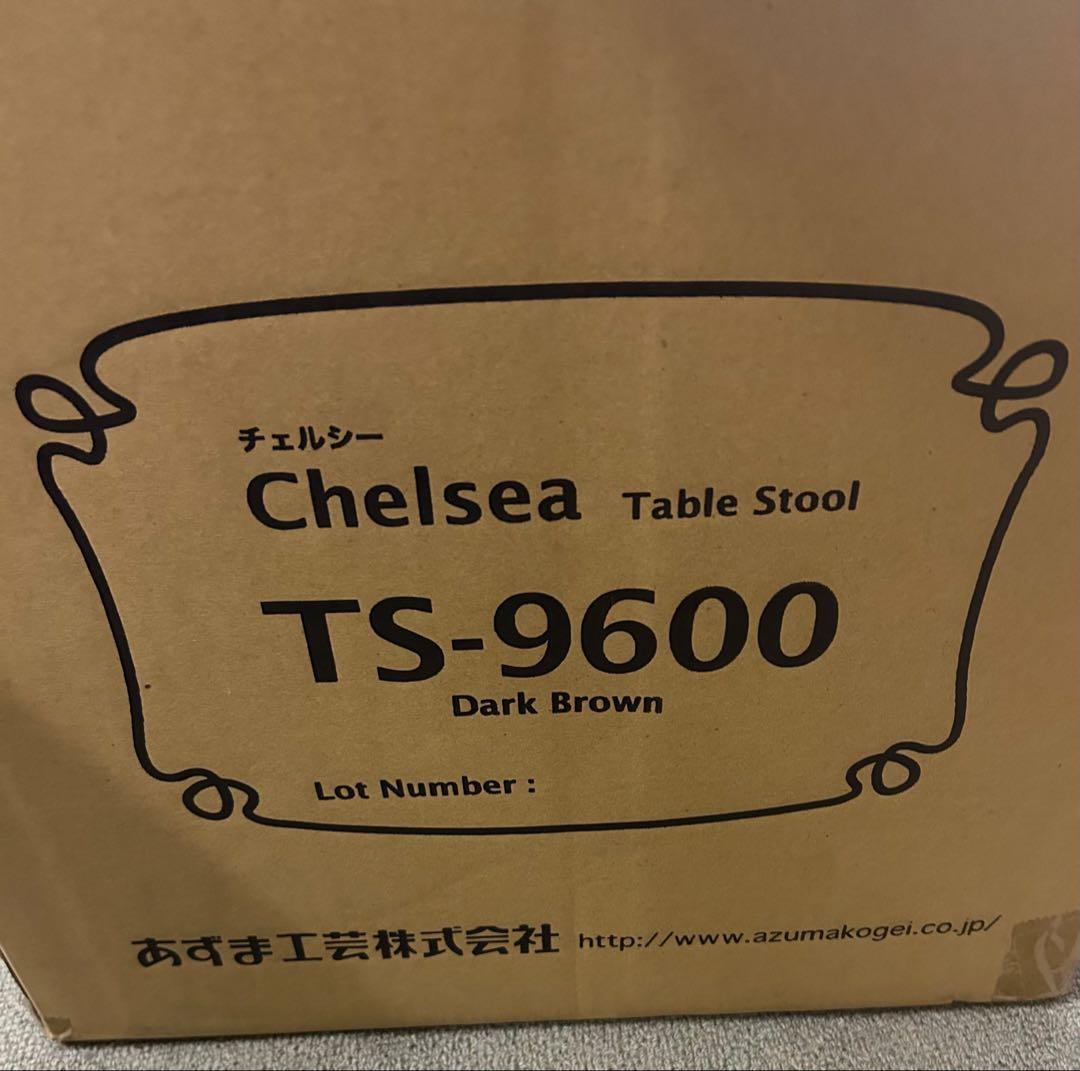 チェルシー
Chelsea Table Stool
TS-9600
Dark Brown
Lot Number :
あずま工芸株式会社 http://www.azumakogei.co.jp/